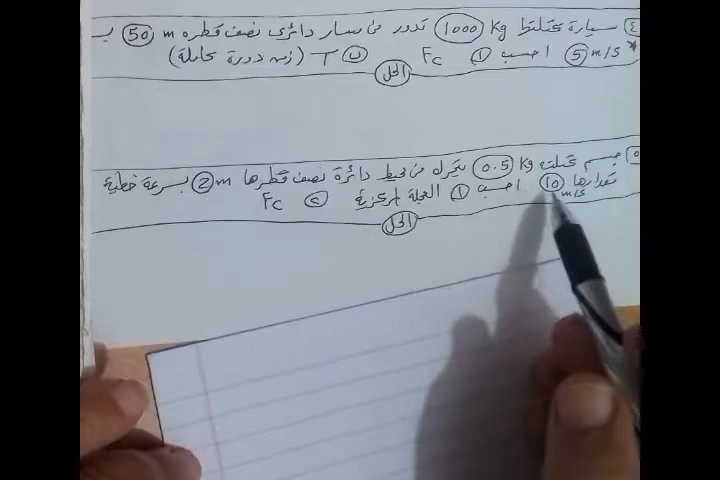 ٤ سيارة كتلتها 1000 Kg تدور في مسار دائري نصف قطره 50 m بـ
5 m/s احسب ① Fc ② T (زمن دورة كاملة)
الحل
٥ جسم كتلته 0.5 Kg يتحرك في محيط دائرة نصف قطرها 2 m بسرعة خطية
مقدارها 10 m/s احسب ① العجلة المركزية ② Fc
الحل